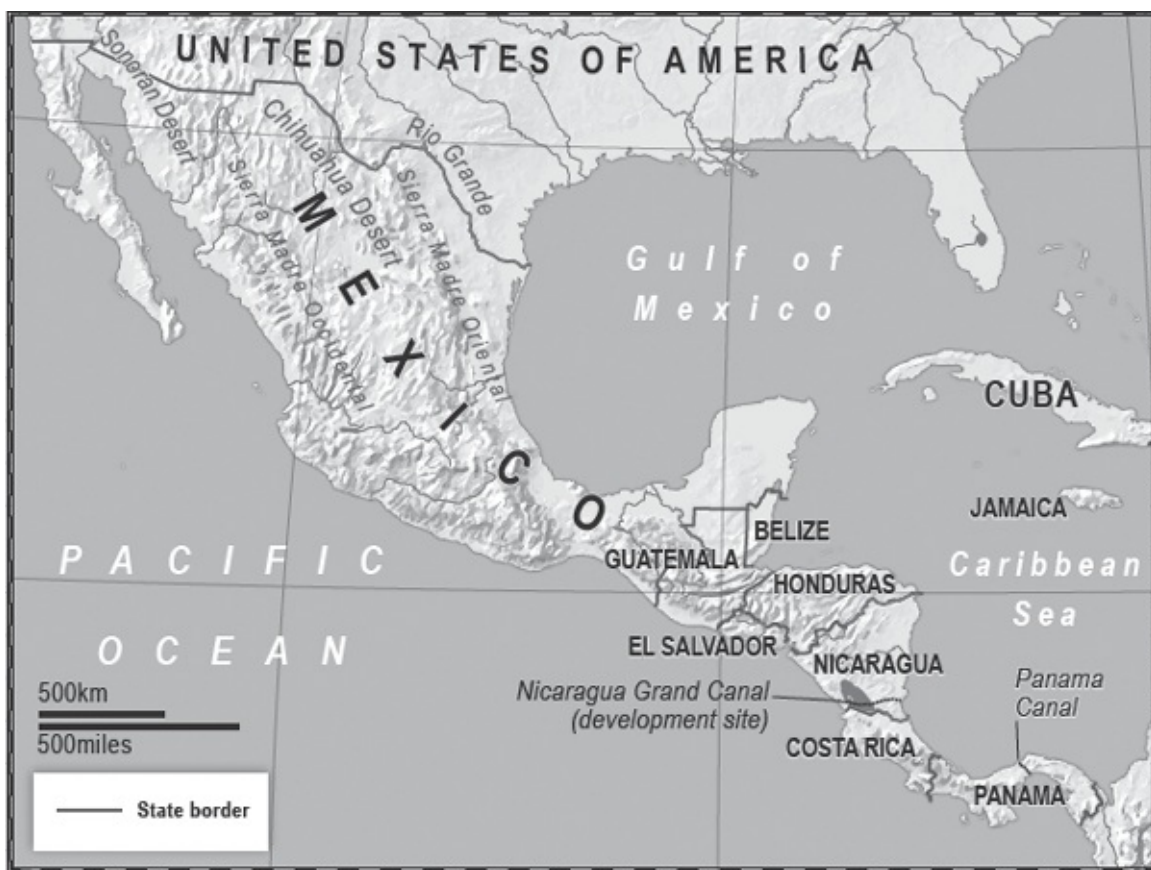 UNITED STATES OF AMERICA
Sonoran Desert
Chihuahua Desert
Rio Grande
Sierra Madre Occidental
Sierra Madre Oriental
MEXICO
Gulf of
Mexico
CUBA
JAMAICA
BELIZE
GUATEMALA
HONDURAS
Caribbean
Sea
PACIFIC
OCEAN
EL SALVADOR
NICARAGUA
Nicaragua Grand Canal
(development site)
Panama
Canal
COSTA RICA
PANAMA
500km
500miles
State border